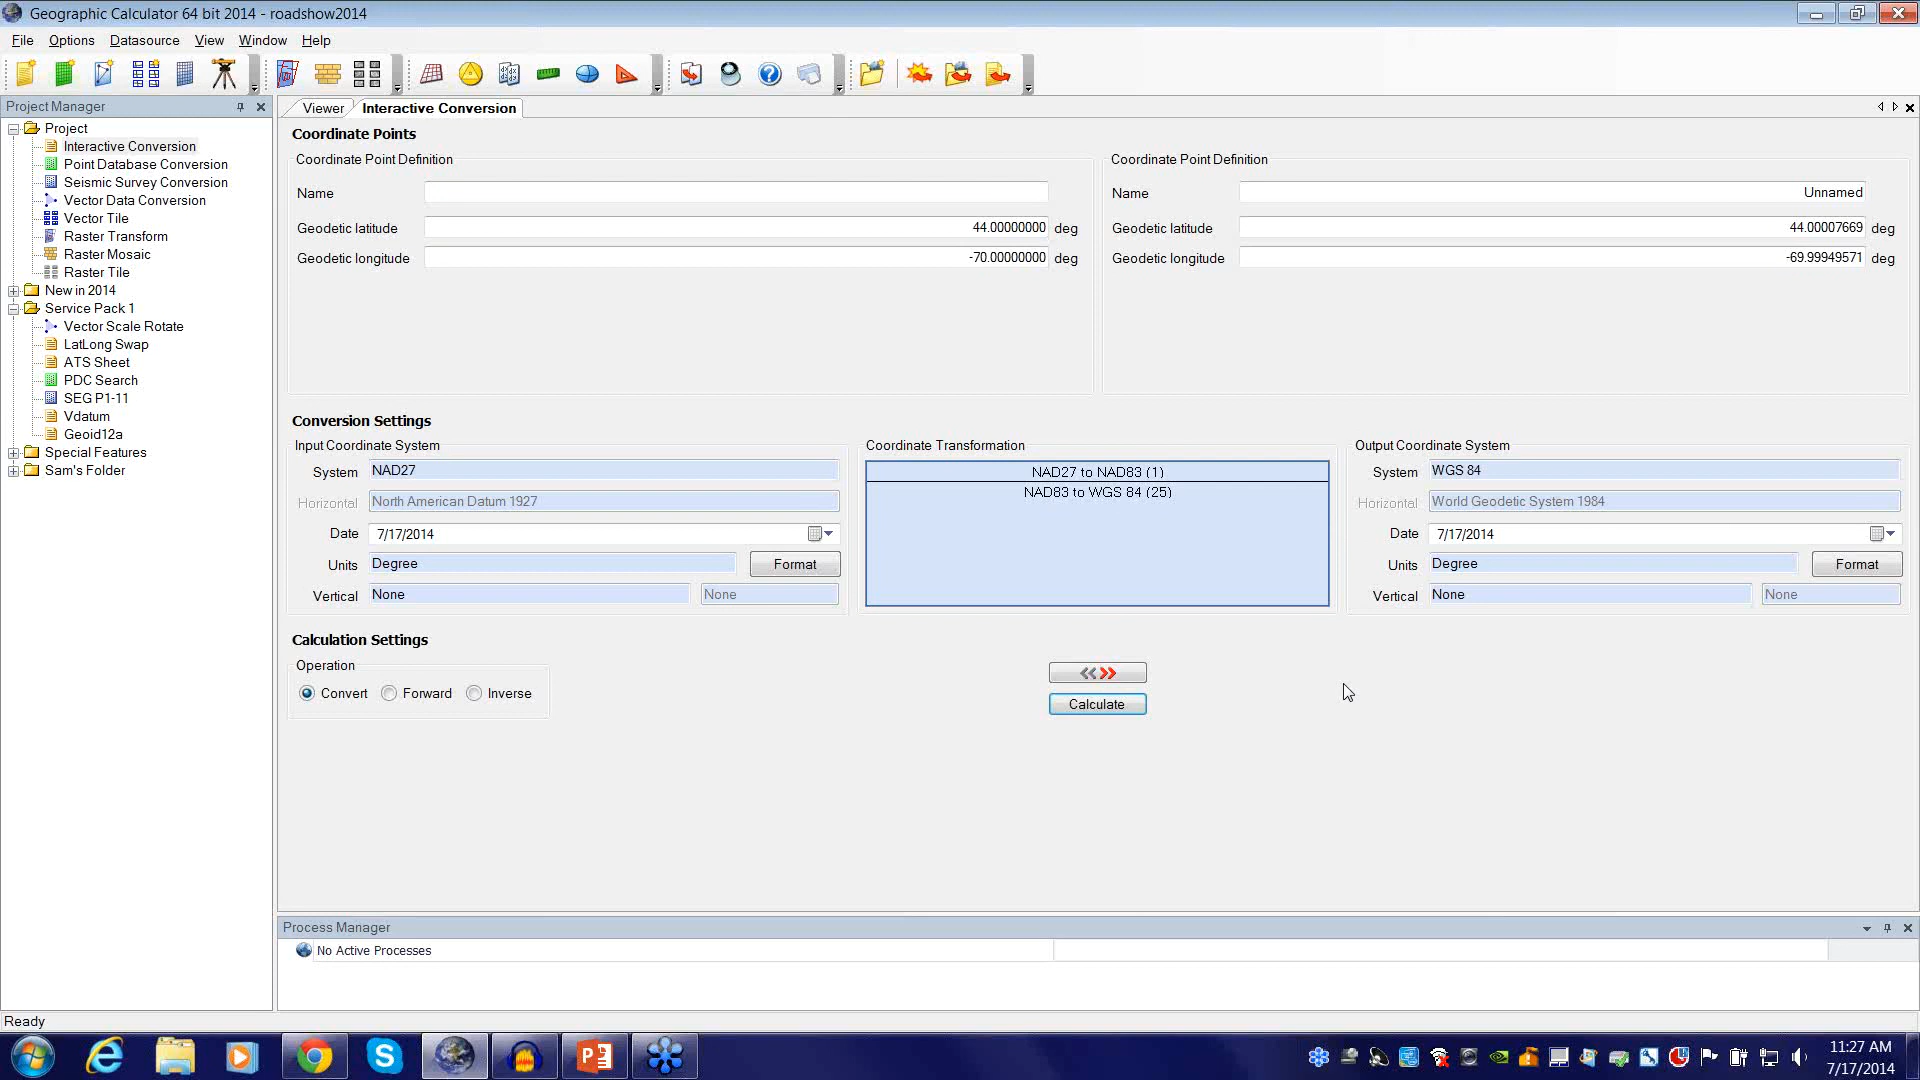 Geographic Calculator 64 bit 2014 - roadshow2014
File Options Datasource View Window Help
Project Manager
Project
Interactive Conversion
Point Database Conversion
Seismic Survey Conversion
Vector Data Conversion
Vector Tile
Raster Transform
Raster Mosaic
Raster Tile
New in 2014
Service Pack 1
Vector Scale Rotate
LatLong Swap
ATS Sheet
PDC Search
SEG P1-11
Vdatum
Geoid12a
Special Features
Sam's Folder
Viewer Interactive Conversion
Coordinate Points
Coordinate Point Definition
Name
Geodetic latitude 44.00000000 deg
Geodetic longitude -70.00000000 deg
Coordinate Point Definition
Name Unnamed
Geodetic latitude 44.00007669 deg
Geodetic longitude -69.99949571 deg
Conversion Settings
Input Coordinate System
System NAD27
Horizontal North American Datum 1927
Date 7/17/2014
Units Degree Format
Vertical None None
Coordinate Transformation
NAD27 to NAD83 (1)
NAD83 to WGS 84 (25)
Output Coordinate System
System WGS 84
Horizontal World Geodetic System 1984
Date 7/17/2014
Units Degree Format
Vertical None None
Calculation Settings
Operation
Convert Forward Inverse
Calculate
Process Manager
No Active Processes
Ready
11:27 AM
7/17/2014